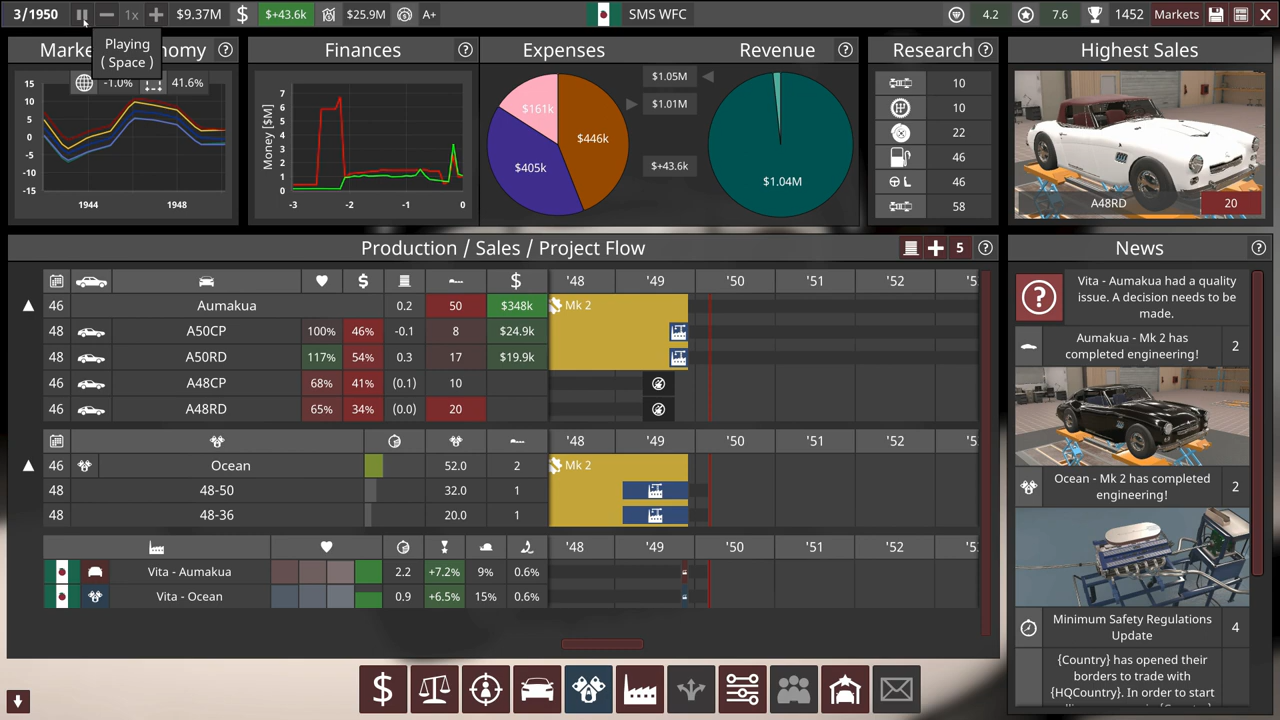 3/1950 1x $9.37M $ $+43.6k $25.9M A+ SMS WFC 4.2 7.6 1452 Markets X
Playing
( Space )
Finances ?
Expenses
Revenue ?
Research ?
Highest Sales
-1.0% 41.6%
15
10
5
0
-5
-10
-15
1944 1948
Money [$M]
7
6
5
4
3
2
1
0
-3 -2 -1 0
$161k
$446k
$405k
$1.05M
$1.01M
$+43.6k
$1.04M
10
10
22
46
46
58
A48RD 20
Production / Sales / Project Flow 5 ?
$ $ '48 '49 '50 '51 '52
46 Aumakua 0.2 50 $348k Mk 2
48 A50CP 100% 46% -0.1 8 $24.9k
48 A50RD 117% 54% 0.3 17 $19.9k
46 A48CP 68% 41% (0.1) 10
46 A48RD 65% 34% (0.0) 20
'48 '49 '50 '51 '52
46 Ocean 52.0 2 Mk 2
48 48-50 32.0 1
48 48-36 20.0 1
'48 '49 '50 '51 '52
Vita - Aumakua 2.2 +7.2% 9% 0.6%
Vita - Ocean 0.9 +6.5% 15% 0.6%
News ?
Vita - Aumakua had a quality
issue. A decision needs to be
made.
Aumakua - Mk 2 has
completed engineering! 2
Ocean - Mk 2 has completed
engineering! 2
Minimum Safety Regulations
Update 4
{Country} has opened their
borders to trade with
{HQCountry}. In order to start
$